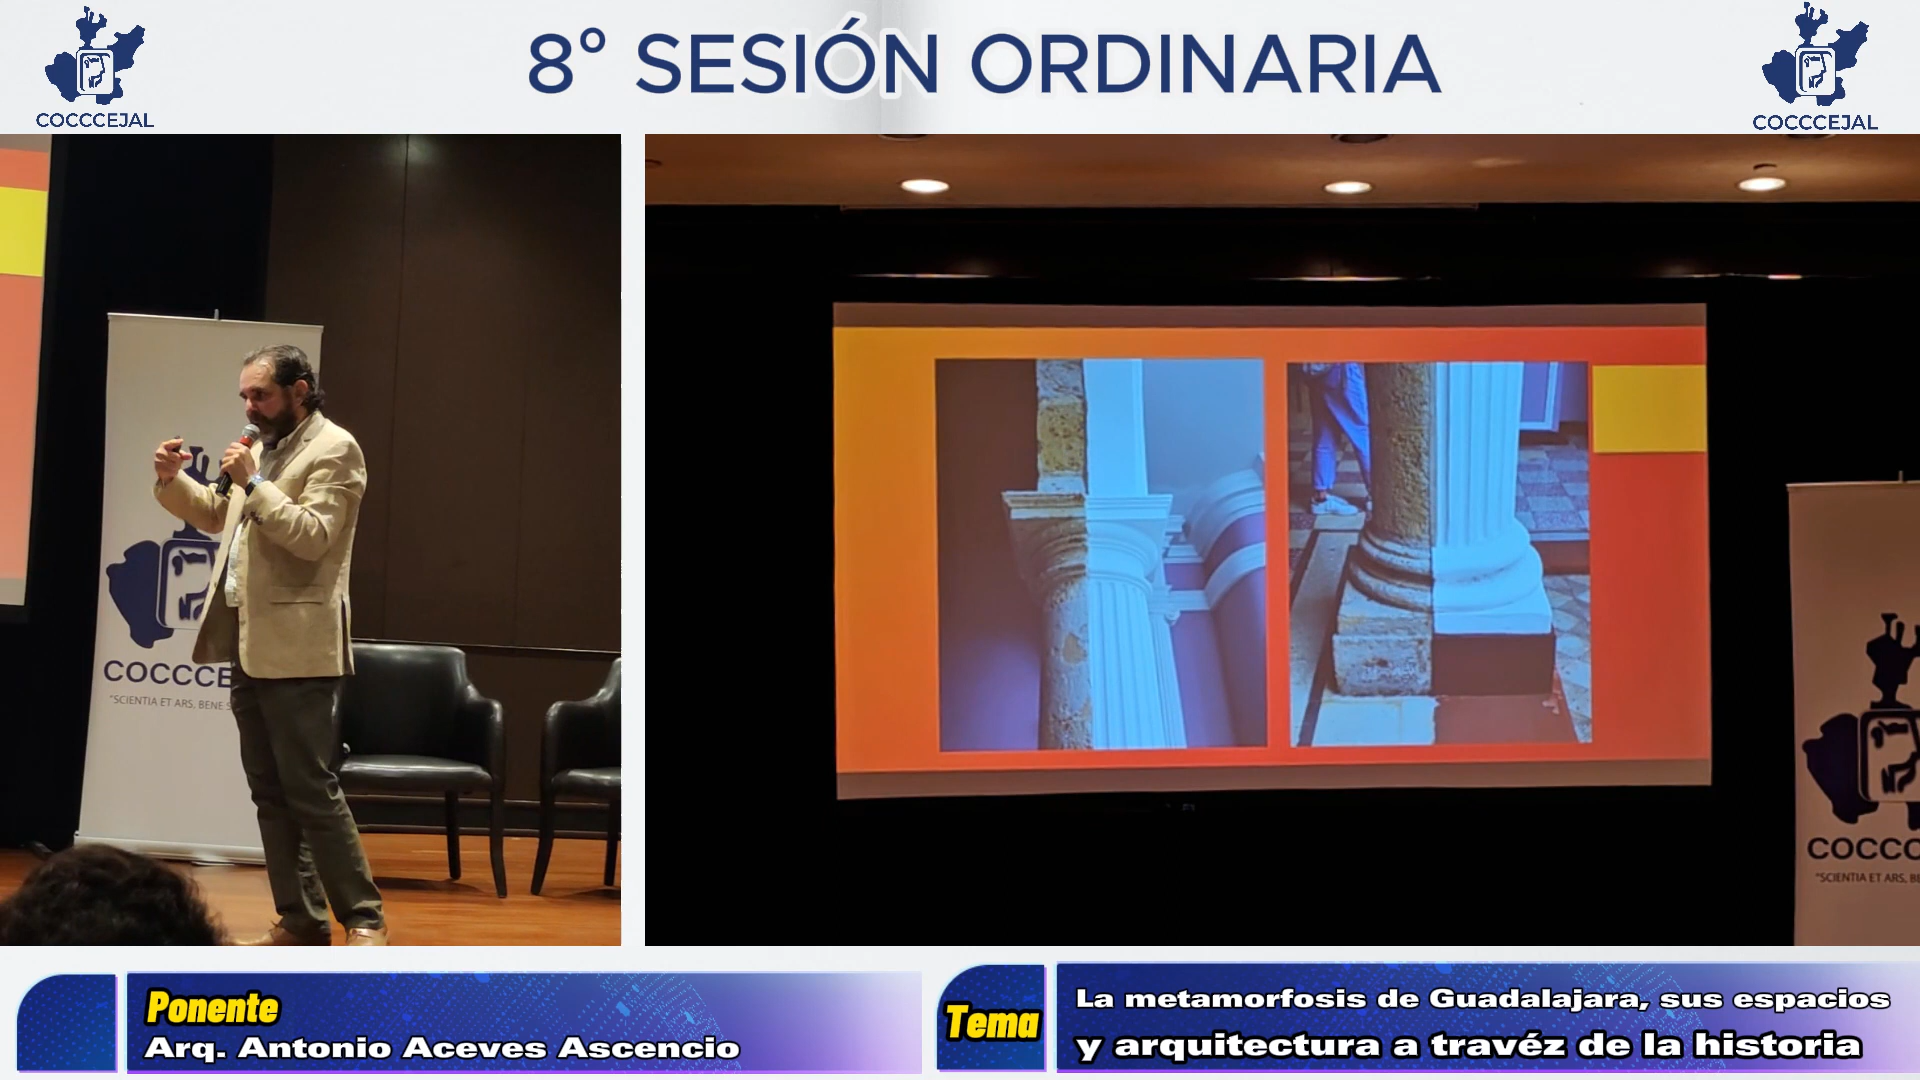 8° SESIÓN ORDINARIA
COCCCEJAL
COCCCEJAL
COCCCE
"SCIENTIA ET ARS, BENE S
COCCC
"SCIENTIA ET ARS, BE
Ponente
Arq. Antonio Aceves Ascencio
Tema
La metamorfosis de Guadalajara, sus espacios
y arquitectura a travéz de la historia